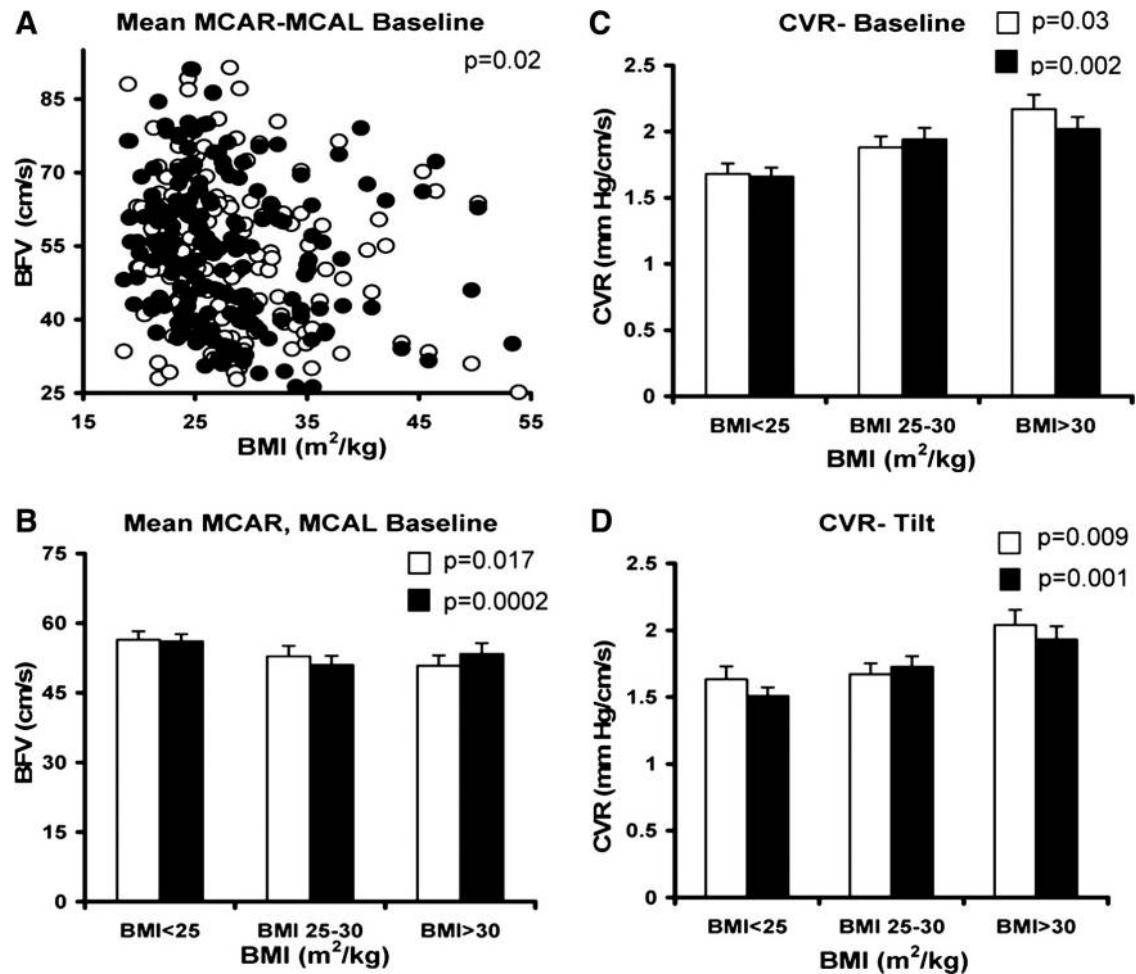 A
Mean MCAR-MCAL Baseline
p=0.02
BFV (cm/s)
85
70
55
40
25
15 25 35 45 55
BMI (m²/kg)
B
Mean MCAR, MCAL Baseline
p=0.017
p=0.0002
BFV (cm/s)
75
60
45
30
15
0
BMI<25 BMI 25-30 BMI>30
BMI (m²/kg)
C
CVR- Baseline
p=0.03
p=0.002
CVR (mm Hg/cm/s)
2.5
2
1.5
1
0.5
0
BMI<25 BMI 25-30 BMI>30
BMI (m²/kg)
D
CVR- Tilt
p=0.009
p=0.001
CVR (mm Hg/cm/s)
2.5
2
1.5
1
0.5
0
BMI<25 BMI 25-30 BMI>30
BMI (m²/kg)